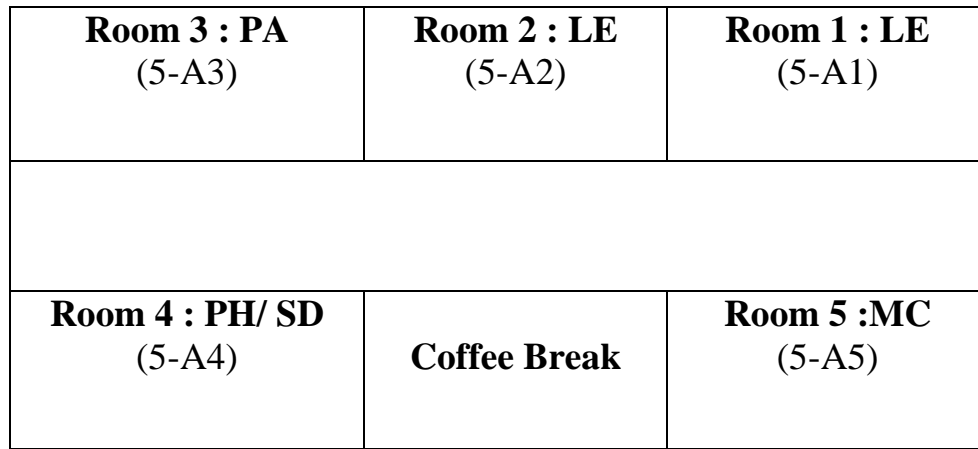 Room 3 : PA
(5-A3)
Room 2 : LE
(5-A2)
Room 1 : LE
(5-A1)
Room 4 : PH/ SD
(5-A4)
Coffee Break
Room 5 :MC
(5-A5)